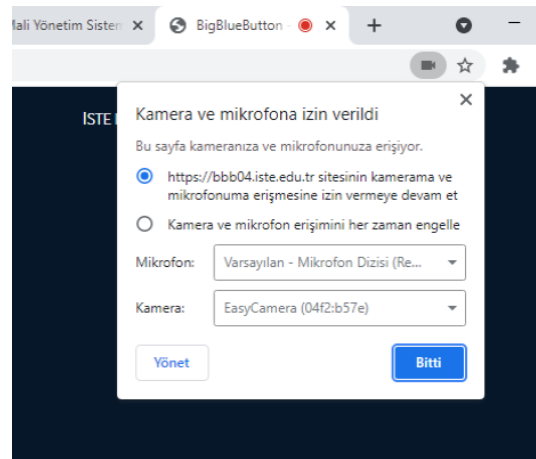 Mali Yönetim Sistem
BigBlueButton -
İSTE
Kamera ve mikrofona izin verildi
Bu sayfa kameranıza ve mikrofonunuza erişiyor.
https://bbb04.iste.edu.tr sitesinin kamerama ve
mikrofonuma erişmesine izin vermeye devam et
Kamera ve mikrofon erişimini her zaman engelle
Mikrofon:
Varsayılan - Mikrofon Dizisi (Re...
Kamera:
EasyCamera (04f2:b57e)
Yönet
Bitti